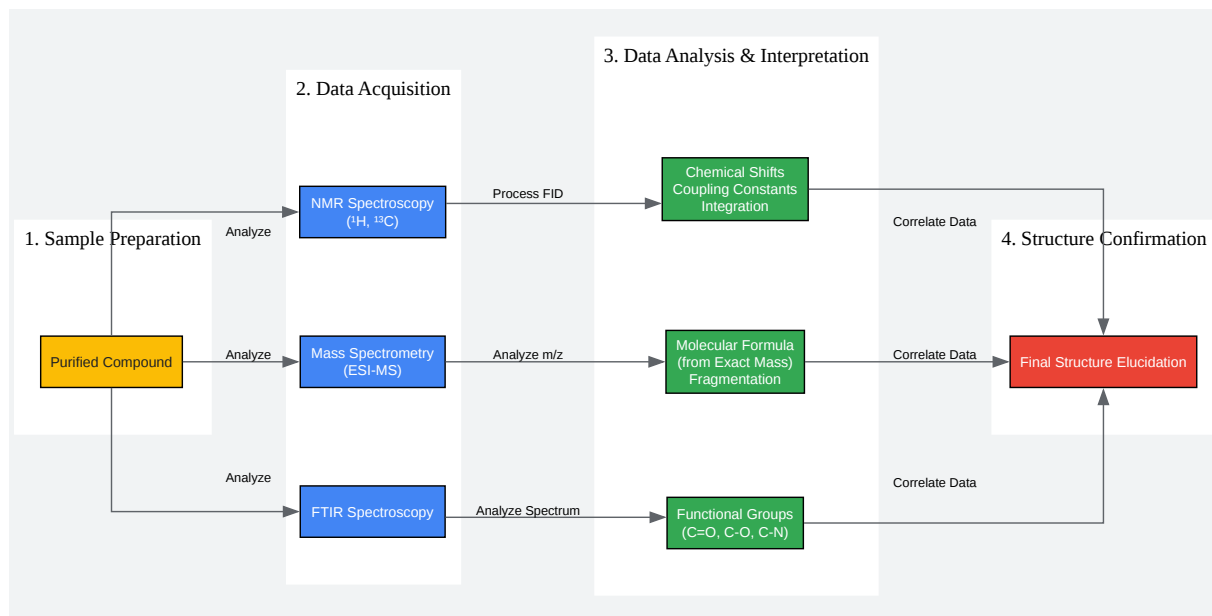 1. Sample Preparation
Purified Compound
Analyze
Analyze
Analyze
2. Data Acquisition
NMR Spectroscopy
(¹H, ¹³C)
Mass Spectrometry
(ESI-MS)
FTIR Spectroscopy
Process FID
Analyze m/z
Analyze Spectrum
3. Data Analysis & Interpretation
Chemical Shifts
Coupling Constants
Integration
Molecular Formula
(from Exact Mass)
Fragmentation
Functional Groups
(C=O, C-O, C-N)
Correlate Data
Correlate Data
Correlate Data
4. Structure Confirmation
Final Structure Elucidation